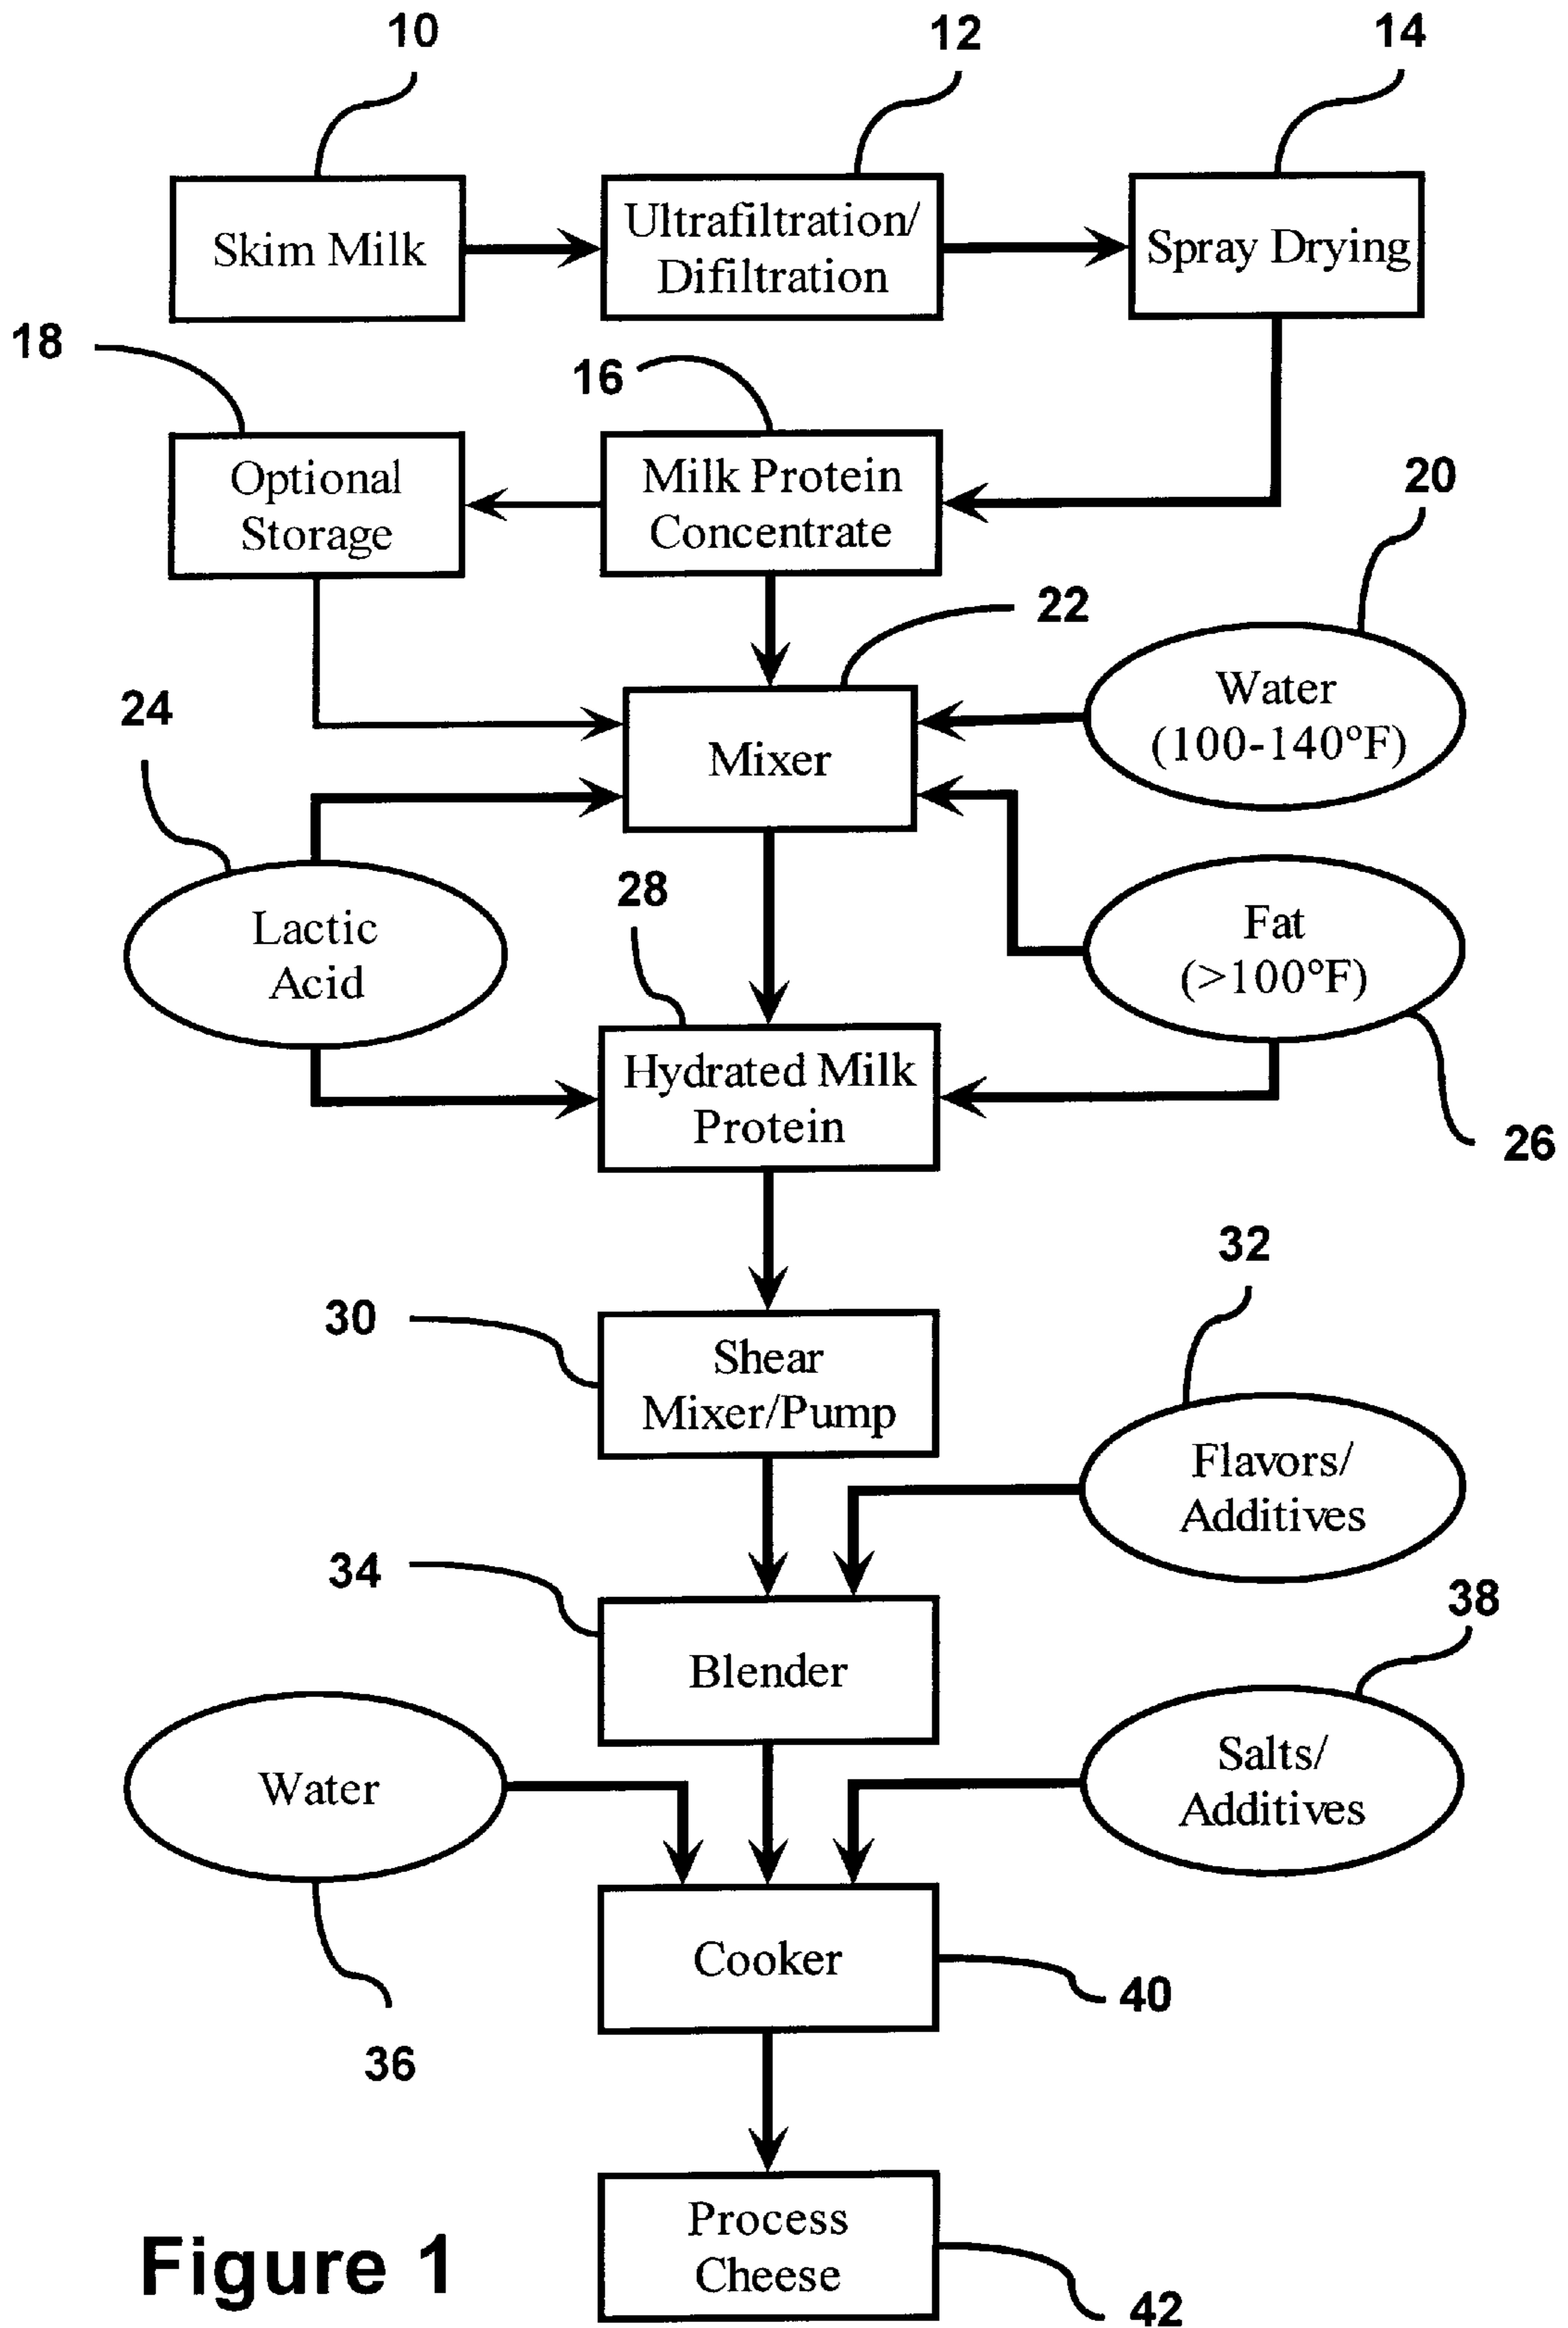 10
12
14
Skim Milk
Ultrafiltration/
Difiltration
Spray Drying
18
16
Optional
Storage
Milk Protein
Concentrate
20
22
Water
(100-140°F)
24
Mixer
Lactic
Acid
28
Fat
(>100°F)
Hydrated Milk
Protein
26
32
30
Shear
Mixer/Pump
Flavors/
Additives
34
38
Blender
Water
Salts/
Additives
Cooker
40
36
Process
Cheese
Figure 1
42